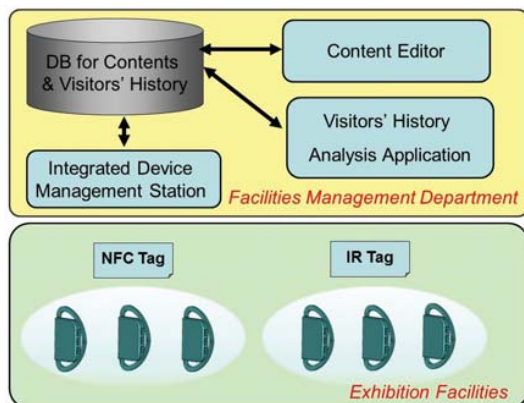 DB for Contents
& Visitors' History
Content Editor
Visitors' History
Analysis Application
Integrated Device
Management Station
Facilities Management Department
NFC Tag
IR Tag
Exhibition Facilities